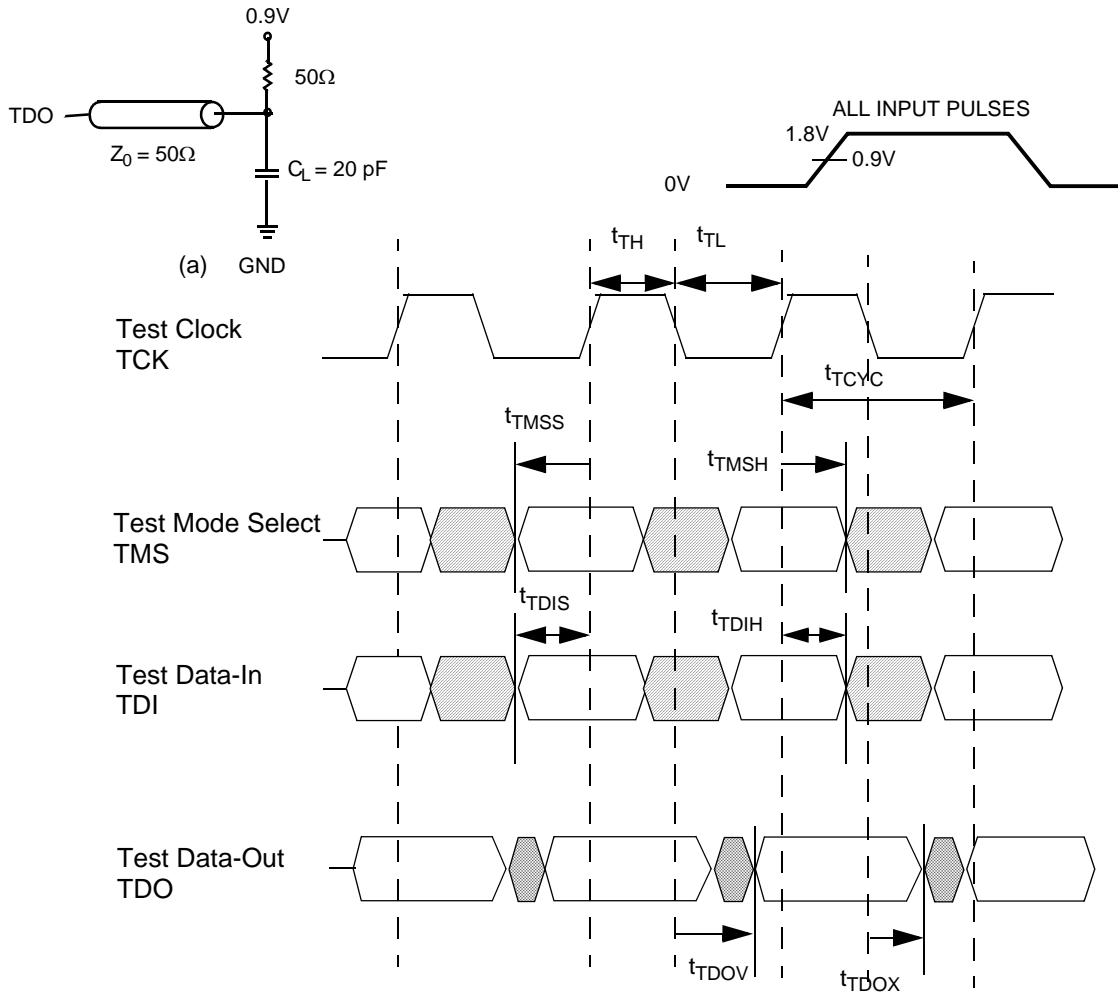 0.9V
50Ω
TDO
Z0 = 50Ω
CL = 20 pF
(a) GND
ALL INPUT PULSES
1.8V
0.9V
0V
tTH
tTL
Test Clock
TCK
tTCYC
tTMSS
tTMSH
Test Mode Select
TMS
tTDIS
tTDIH
Test Data-In
TDI
Test Data-Out
TDO
tTDOV
tTDOX